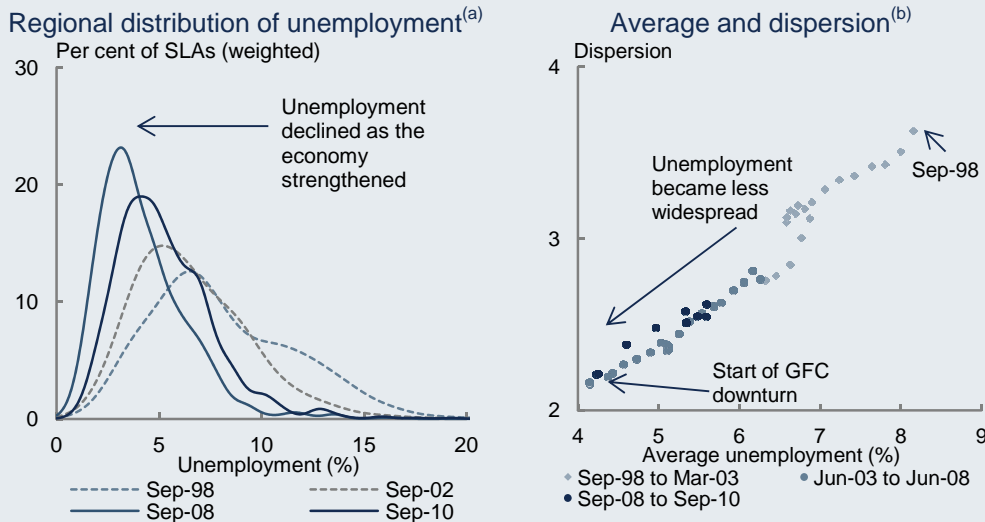 Regional distribution of unemployment(a)
Per cent of SLAs (weighted)
30
20
10
0
Unemployment
declined as the
economy
strengthened
0
5
10
15
20
Unemployment (%)
Sep-98
Sep-02
Sep-08
Sep-10
Average and dispersion(b)
Dispersion
4
3
2
Unemployment
became less
widespread
Sep-98
Start of GFC
downturn
4
5
6
7
8
9
Average unemployment (%)
Sep-98 to Mar-03
Jun-03 to Jun-08
Sep-08 to Sep-10